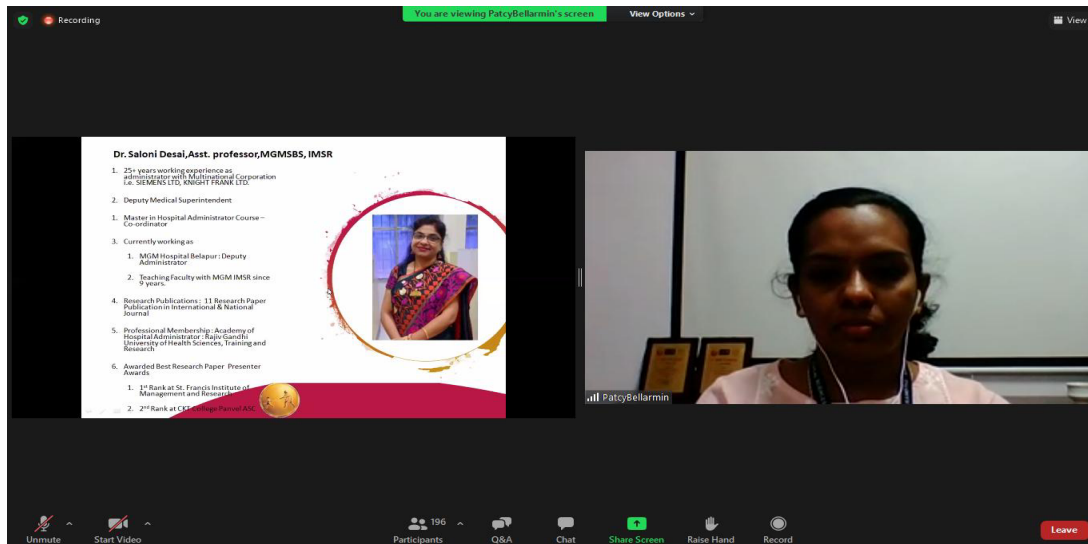 Recording
You are viewing PatcyBellarmin's screen
View Options
View
Dr. Saloni Desai,Asst. professor,MGMSBS, IMSR
1. 25+ years working experience as
administrator with Multinational Corporation
i.e. SIEMENS LTD, KNIGHT FRANK LTD.
2. Deputy Medical Superintendent
1. Master in Hospital Administrator Course –
Co-ordinator
3. Currently working as
1. MGM Hospital Belapur : Deputy
Administrator
2. Teaching Faculty with MGM IMSR since
9 years.
4. Research Publications : 11 Research Paper
Publication in International & National
Journal
5. Professional Membership : Academy of
Hospital Administrator : Rajiv Gandhi
University of Health Sciences, Training and
Research
6. Awarded Best Research Paper Presenter
Awards
1. 1st Rank at St. Francis Institute of
Management and Research
2. 2nd Rank at CKT College Panvel ASC
PatcyBellarmin
Unmute
Start Video
196
Participants
Q&A
Chat
Share Screen
Raise Hand
Record
Leave